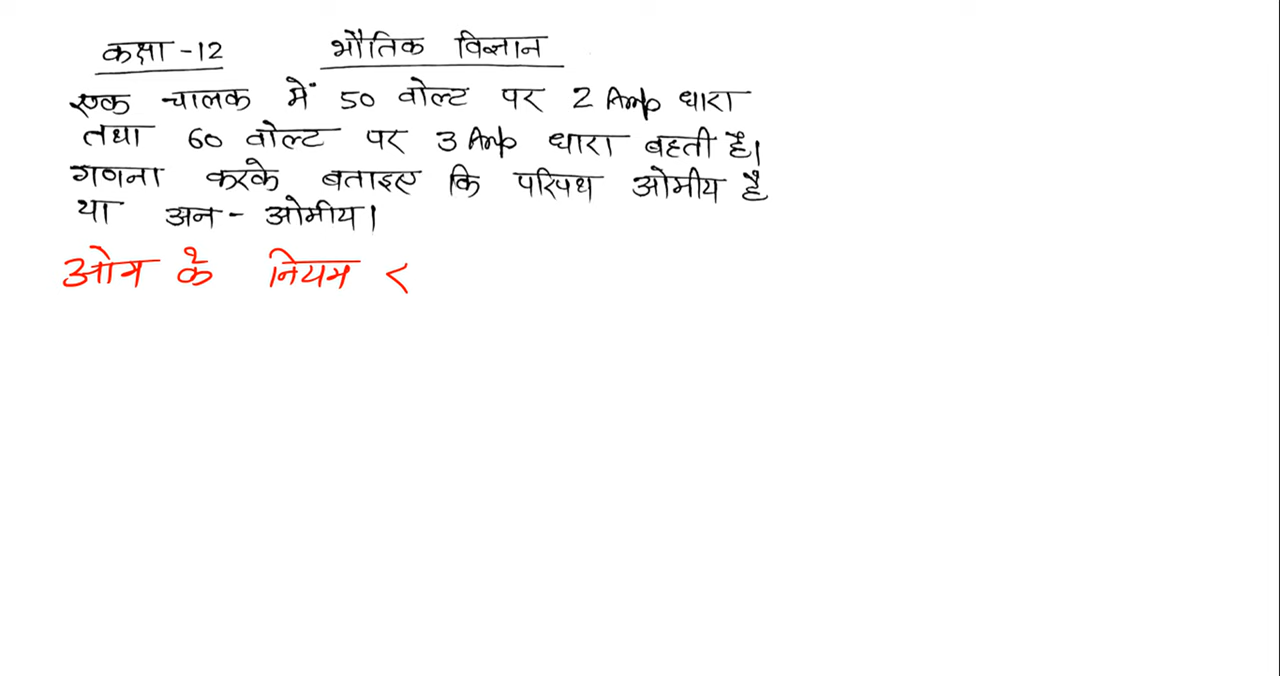 कक्षा -12 भौतिक विज्ञान
एक चालक में 50 वोल्ट पर 2 Amp धारा
तथा 60 वोल्ट पर 3 Amp धारा बहती है।
गणना करके बताइए कि परिपथ ओमीय है
या अन - ओमीय।
ओम के नियम